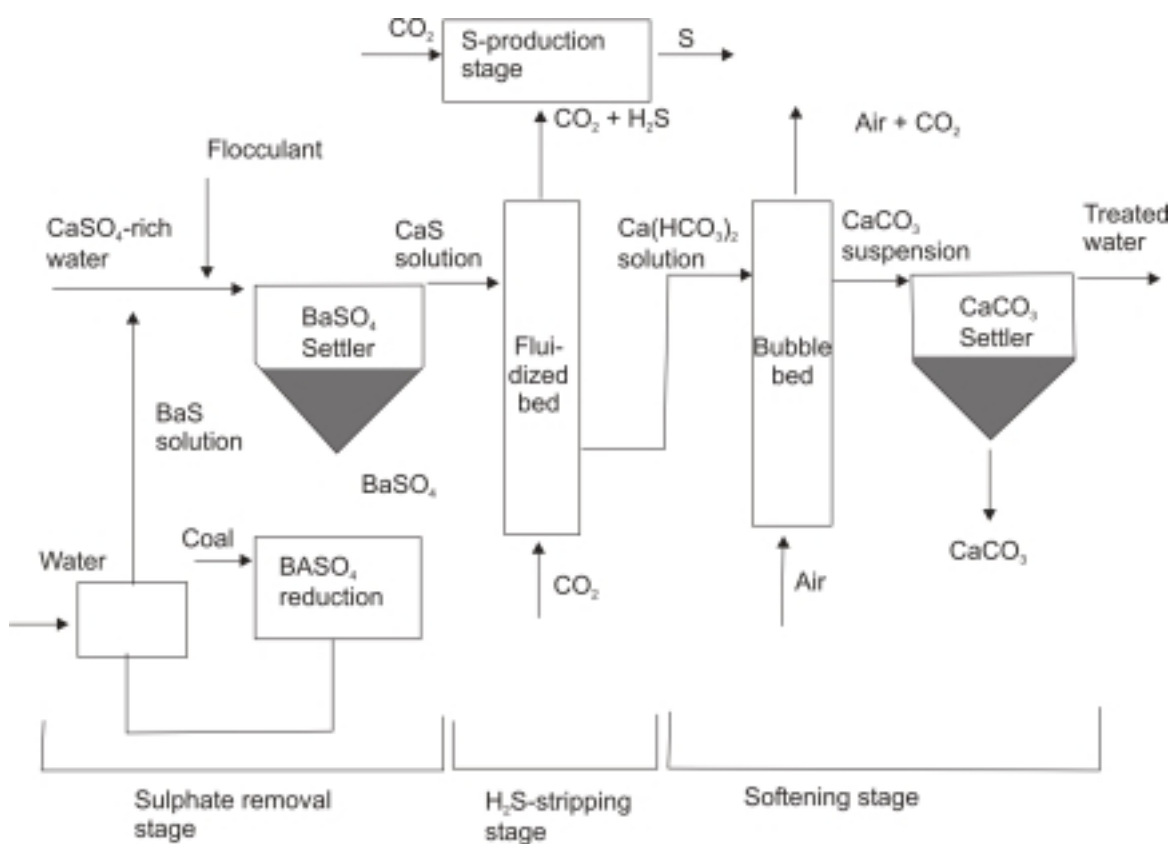 CO₂
S-production
stage
S
CO₂ + H₂S
Air + CO₂
Flocculant
CaSO₄-rich
water
CaS
solution
Ca(HCO₃)₂
solution
CaCO₃
suspension
Treated
water
BaSO₄
Settler
Flui-
dized
bed
Bubble
bed
CaCO₃
Settler
BaS
solution
BaSO₄
Coal
Water
BASO₄
reduction
CO₂
Air
CaCO₃
Sulphate removal
stage
H₂S-stripping
stage
Softening stage